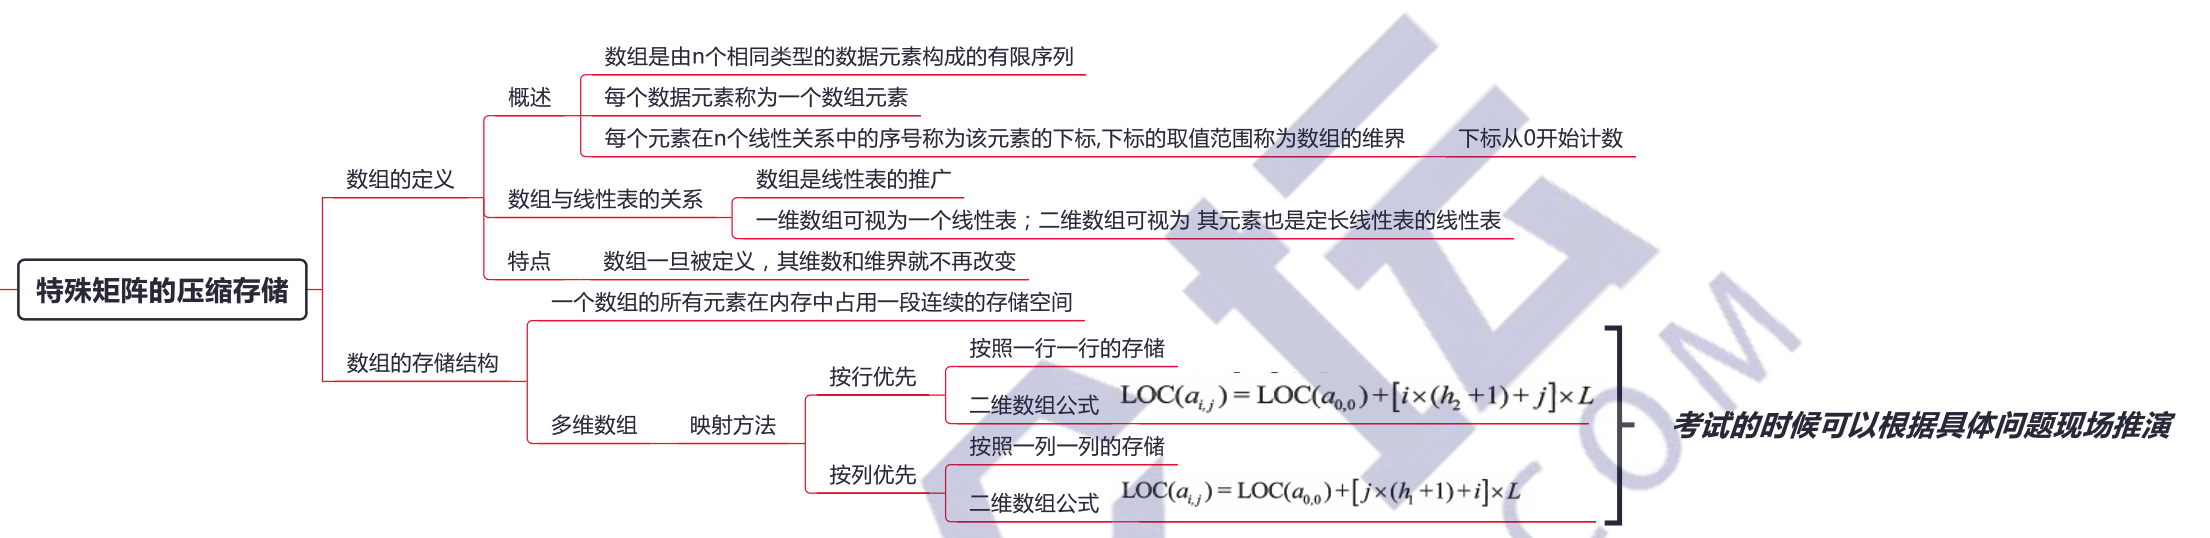 特殊矩阵的压缩存储
数组的定义
概述
数组是由n个相同类型的数据元素构成的有限序列
每个数据元素称为一个数组元素
每个元素在n个线性关系中的序号称为该元素的下标,下标的取值范围称为数组的维界
下标从0开始计数
数组与线性表的关系
数组是线性表的推广
一维数组可视为一个线性表；二维数组可视为 其元素也是定长线性表的线性表
特点
数组一旦被定义，其维数和维界就不再改变
数组的存储结构
一个数组的所有元素在内存中占用一段连续的存储空间
多维数组
映射方法
按行优先
按照一行一行的存储
二维数组公式
LOC(a_{i,j}) = LOC(a_{0,0}) + [i×(h_2+1)+j]×L
按列优先
按照一列一列的存储
二维数组公式
LOC(a_{i,j}) = LOC(a_{0,0}) + [j×(h_1+1)+i]×L
考试的时候可以根据具体问题现场推演